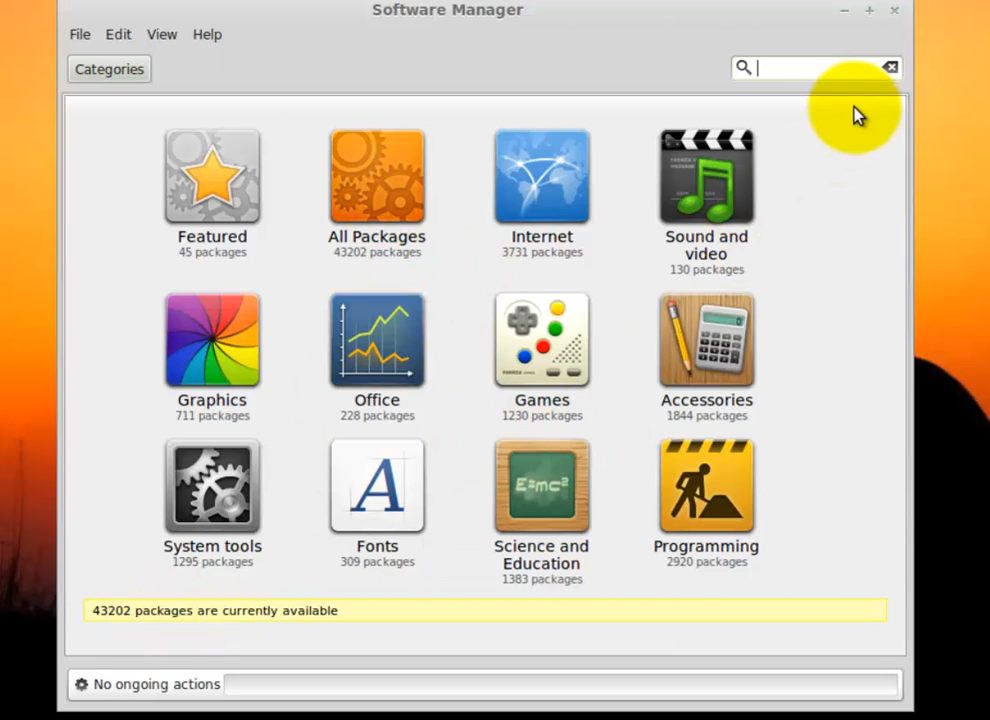 Software Manager
File Edit View Help
Categories
Featured
45 packages
All Packages
43202 packages
Internet
3731 packages
Sound and
video
130 packages
Graphics
711 packages
Office
228 packages
Games
1230 packages
Accessories
1844 packages
System tools
1295 packages
A
Fonts
309 packages
E=mc²
Science and
Education
1383 packages
Programming
2920 packages
43202 packages are currently available
No ongoing actions